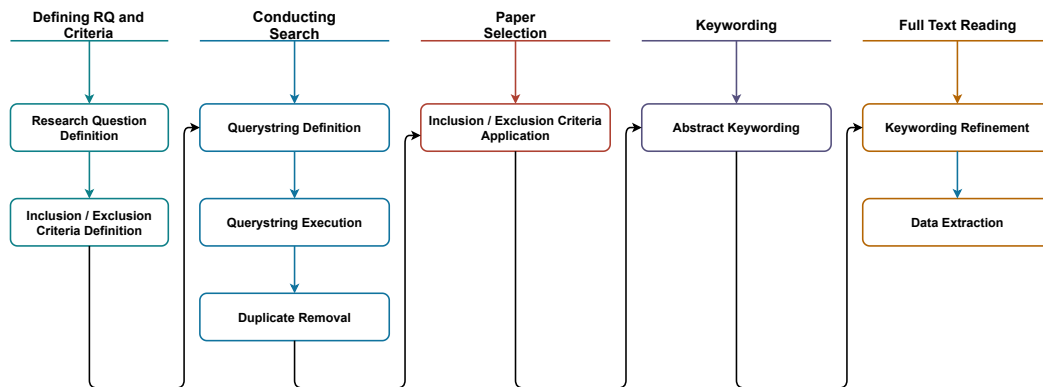 Defining RQ and
Criteria
Research Question
Definition
Inclusion / Exclusion
Criteria Definition
Conducting
Search
Querystring Definition
Querystring Execution
Duplicate Removal
Paper
Selection
Inclusion / Exclusion Criteria
Application
Keywording
Abstract Keywording
Full Text Reading
Keywording Refinement
Data Extraction